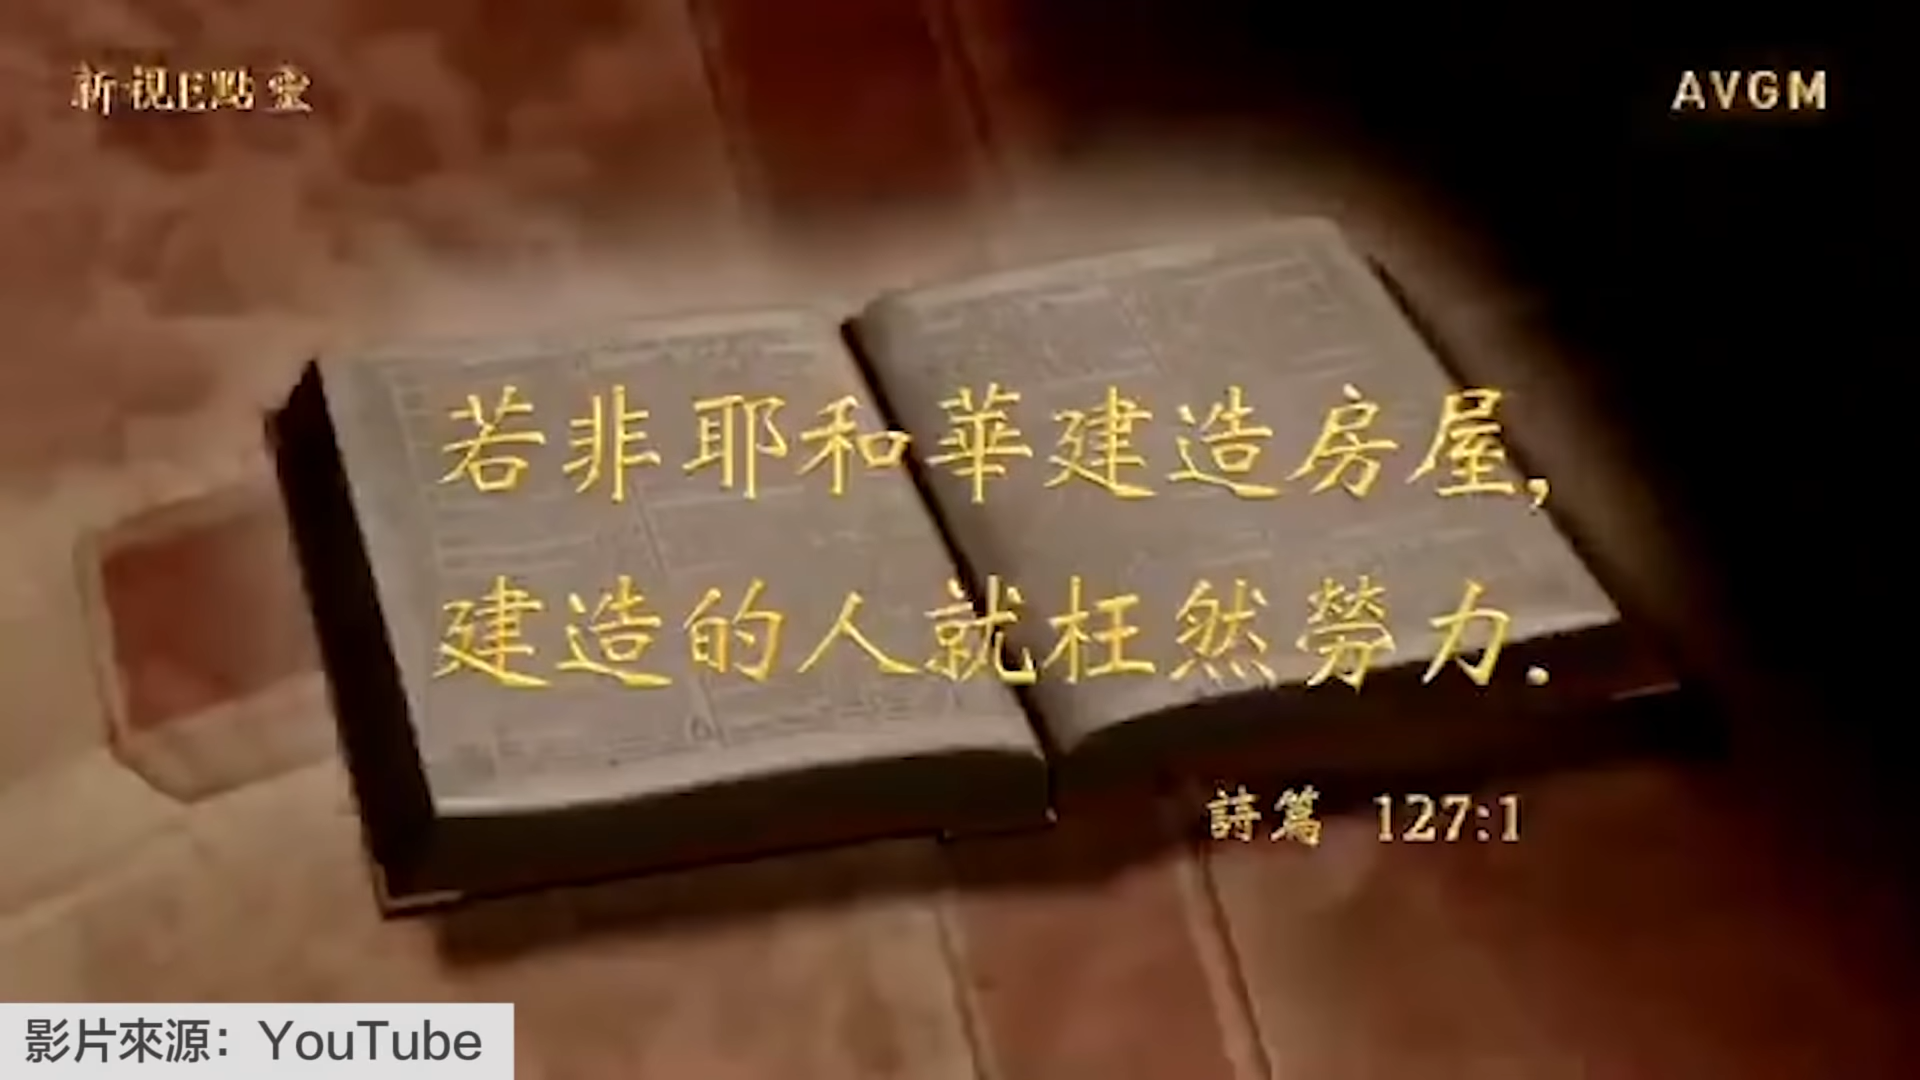 新視E點靈
AVGM
若非耶和華建造房屋,
建造的人就枉然勞力.
詩篇 127:1
影片來源：YouTube